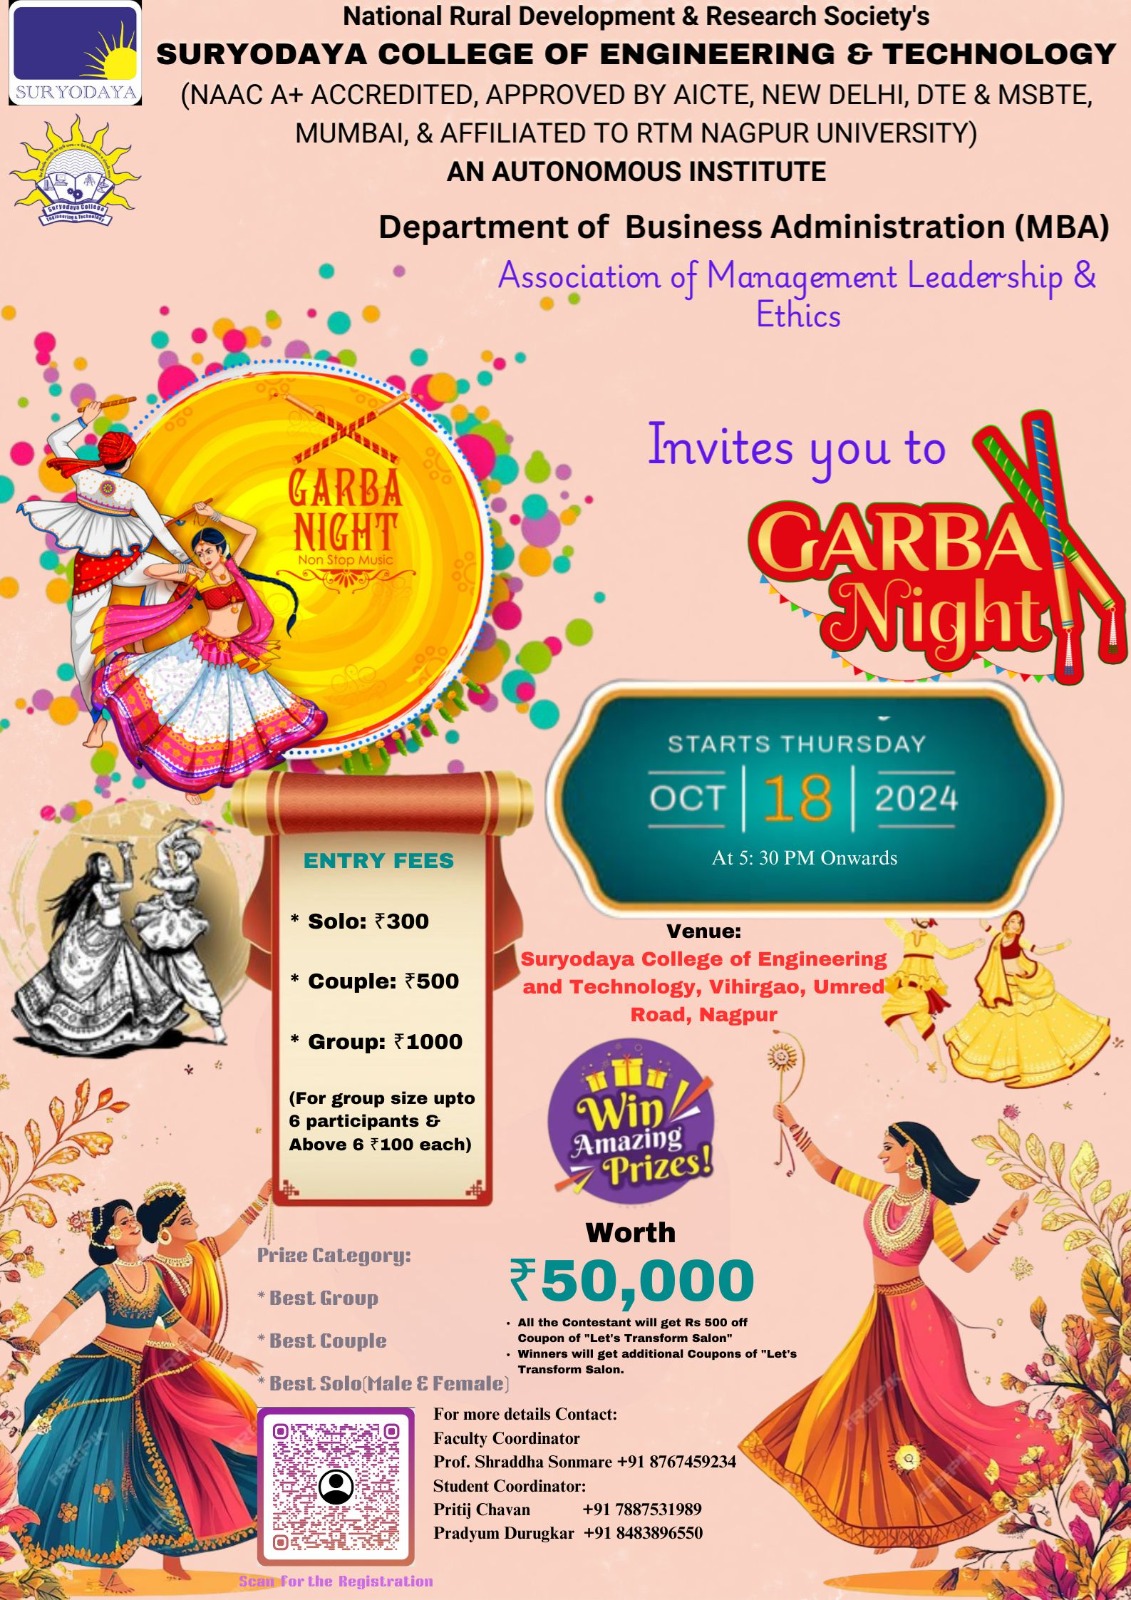 National Rural Development & Research Society's
SURYODAYA COLLEGE OF ENGINEERING & TECHNOLOGY
(NAAC A+ ACCREDITED, APPROVED BY AICTE, NEW DELHI, DTE & MSBTE,
MUMBAI, & AFFILIATED TO RTM NAGPUR UNIVERSITY)
AN AUTONOMOUS INSTITUTE
SURYODAYA
Suryodaya College
Engineering & Technology
Department of Business Administration (MBA)
Association of Management Leadership &
Ethics
GARBA
NIGHT
Non Stop Music
Invites you to
GARBA
Night
STARTS THURSDAY
OCT | 18 | 2024
At 5: 30 PM Onwards
ENTRY FEES
* Solo: ₹300
* Couple: ₹500
* Group: ₹1000
(For group size upto
6 participants &
Above 6 ₹100 each)
Venue:
Suryodaya College of Engineering
and Technology, Vihirgao, Umred
Road, Nagpur
Win
Amazing
Prizes!
Worth
₹50,000
• All the Contestant will get Rs 500 off
Coupon of "Let's Transform Salon"
• Winners will get additional Coupons of "Let's
Transform Salon.
Prize Category:
* Best Group
* Best Couple
* Best Solo(Male & Female)
Scan For the Registration
For more details Contact:
Faculty Coordinator
Prof. Shraddha Sonmare +91 8767459234
Student Coordinator:
Pritij Chavan +91 7887531989
Pradyum Durugkar +91 8483896550